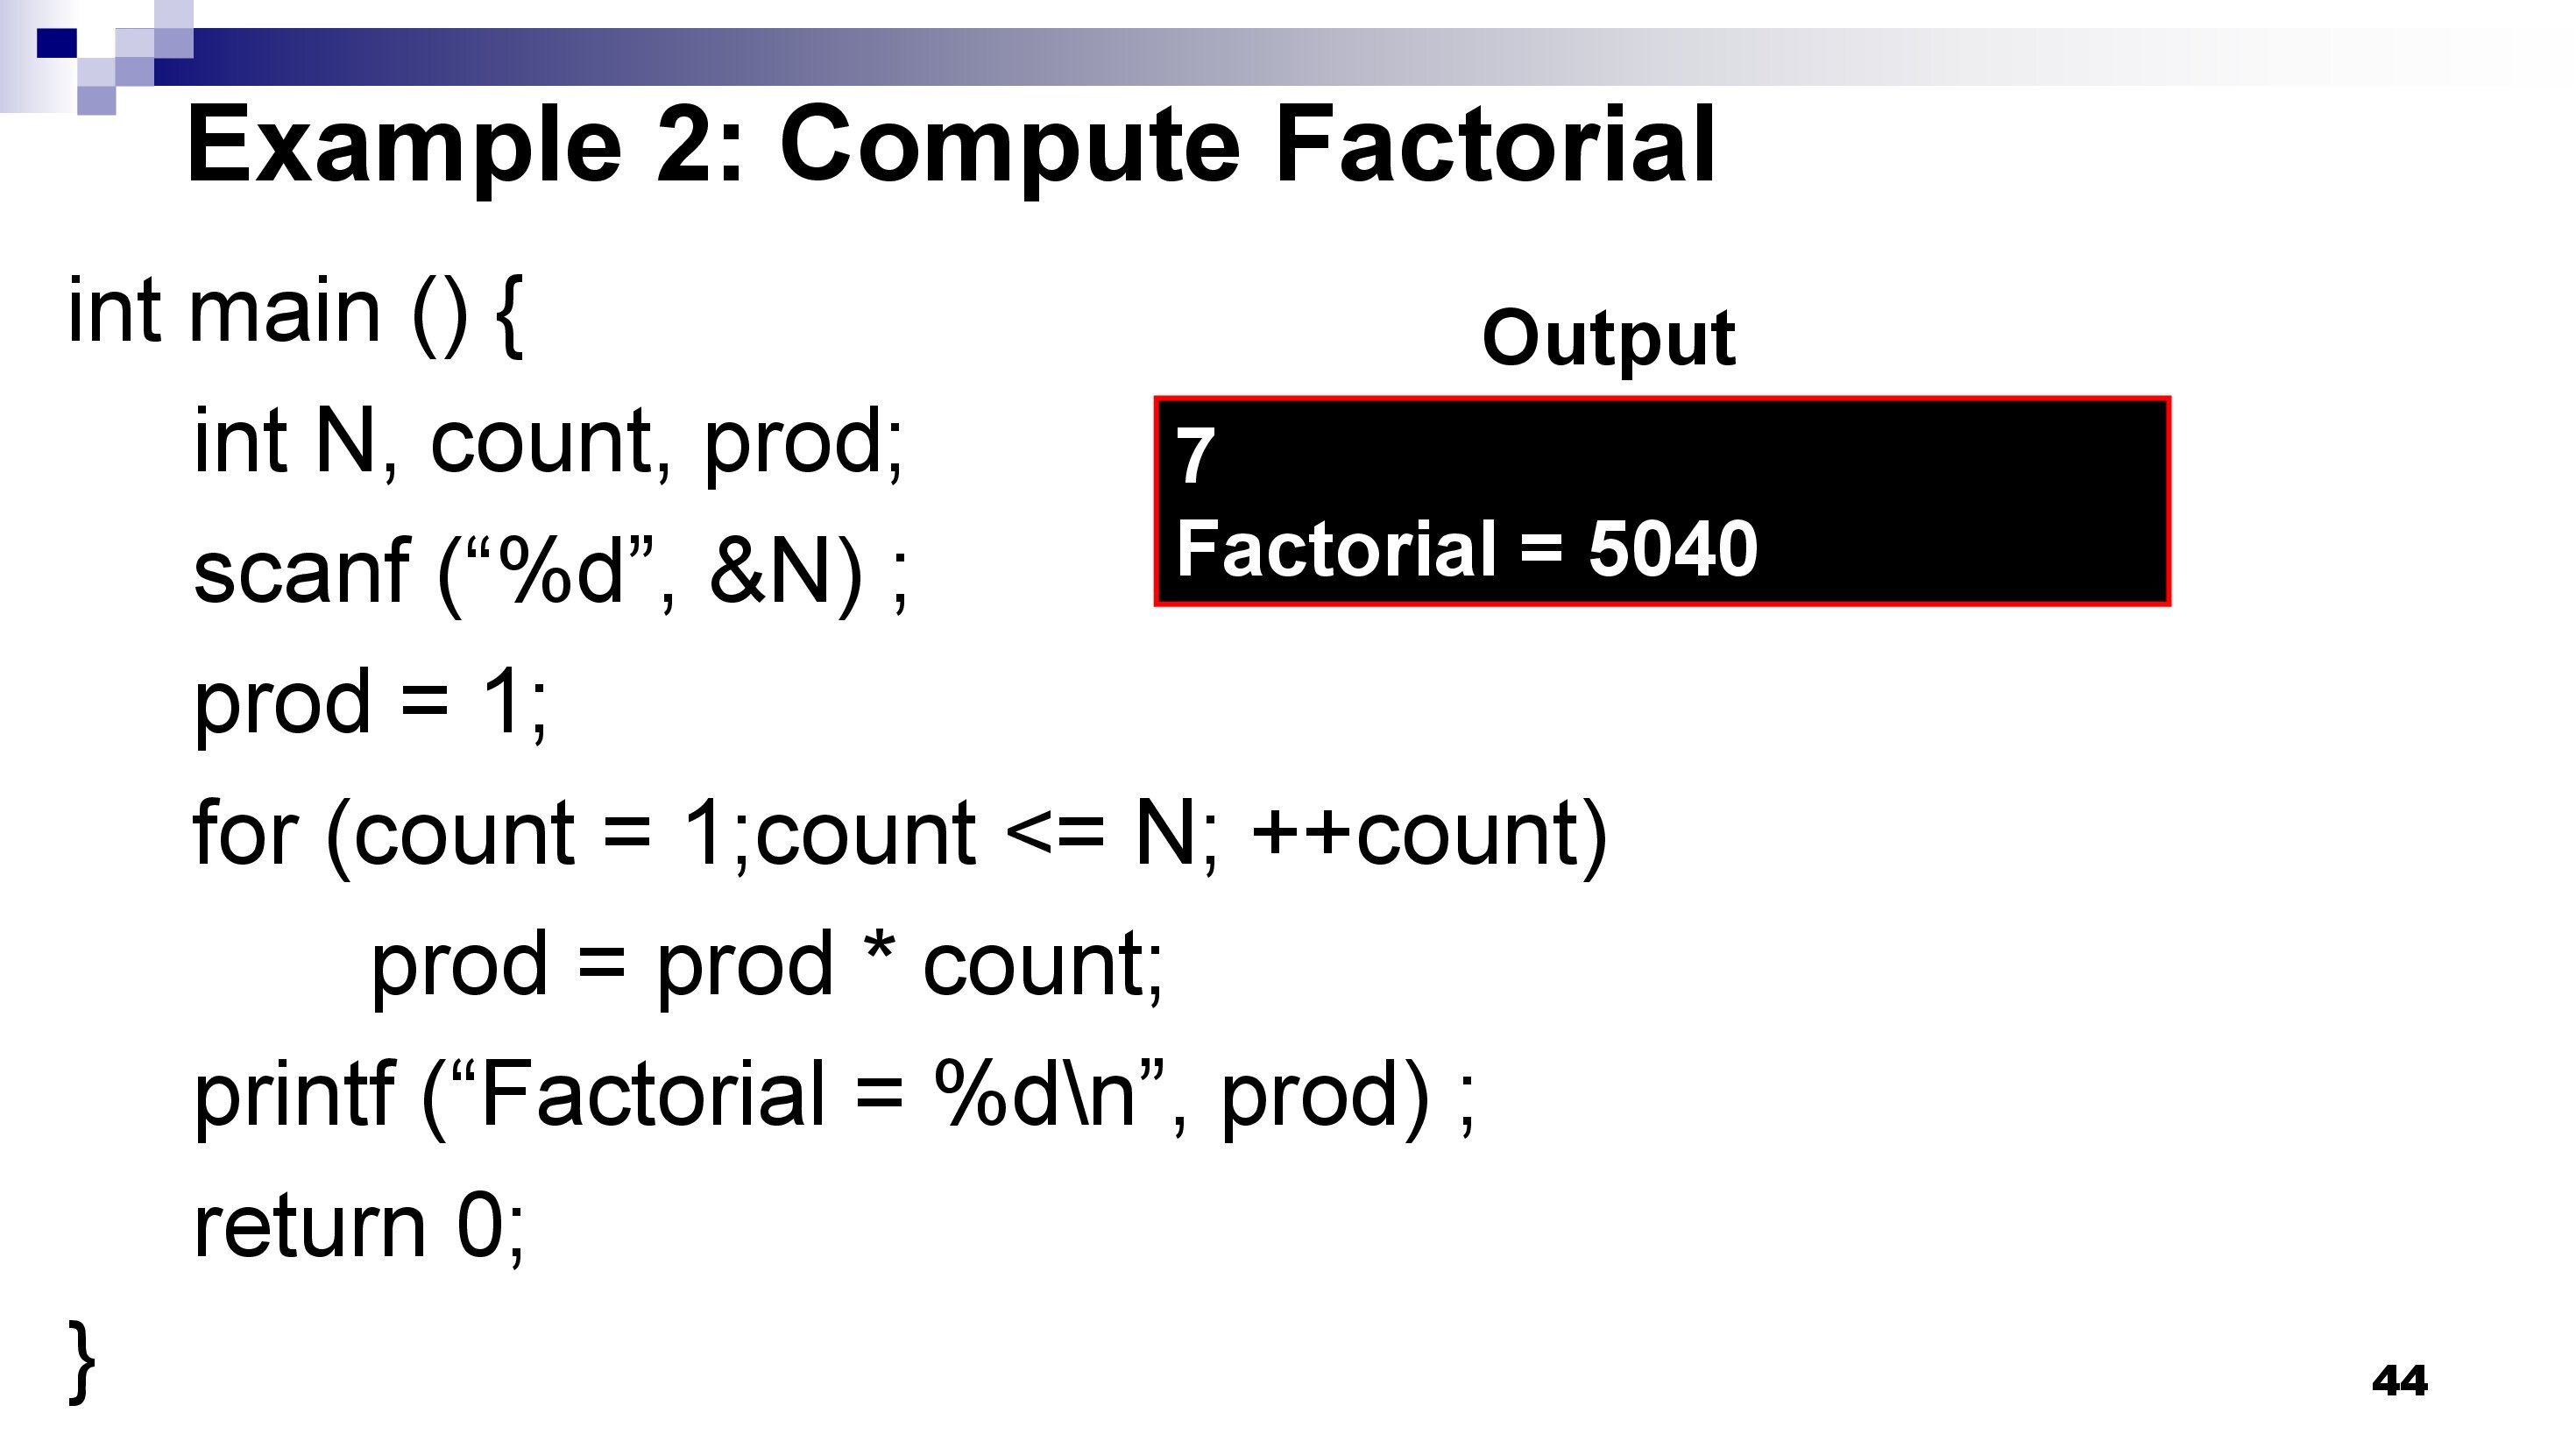 Example 2: Compute Factorial
int main () {
int N, count, prod;
scanf (“%d”, &N) ;
prod = 1;
for (count = 1;count <= N; ++count)
prod = prod * count;
printf (“Factorial = %d\n”, prod) ;
return 0;
}
Output
7
Factorial = 5040
44